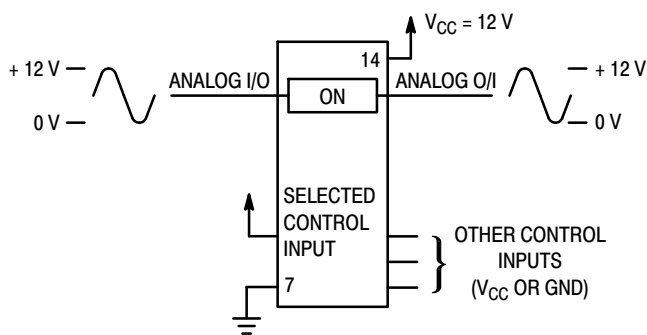 V_CC = 12 V
14
+ 12 V
0 V
ANALOG I/O
ON
ANALOG O/I
+ 12 V
0 V
SELECTED
CONTROL
INPUT
7
OTHER CONTROL
INPUTS
(V_CC OR GND)